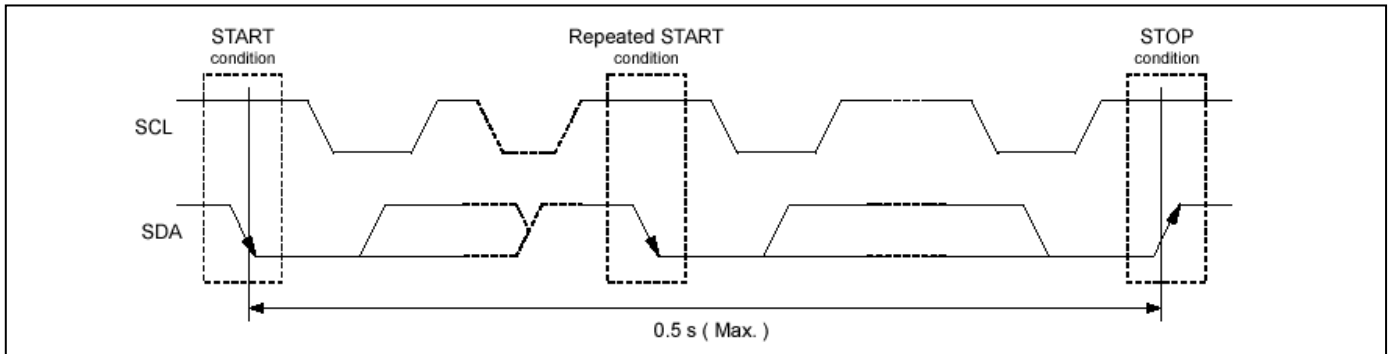 START
condition
Repeated START
condition
STOP
condition
SCL
SDA
0.5 s ( Max. )